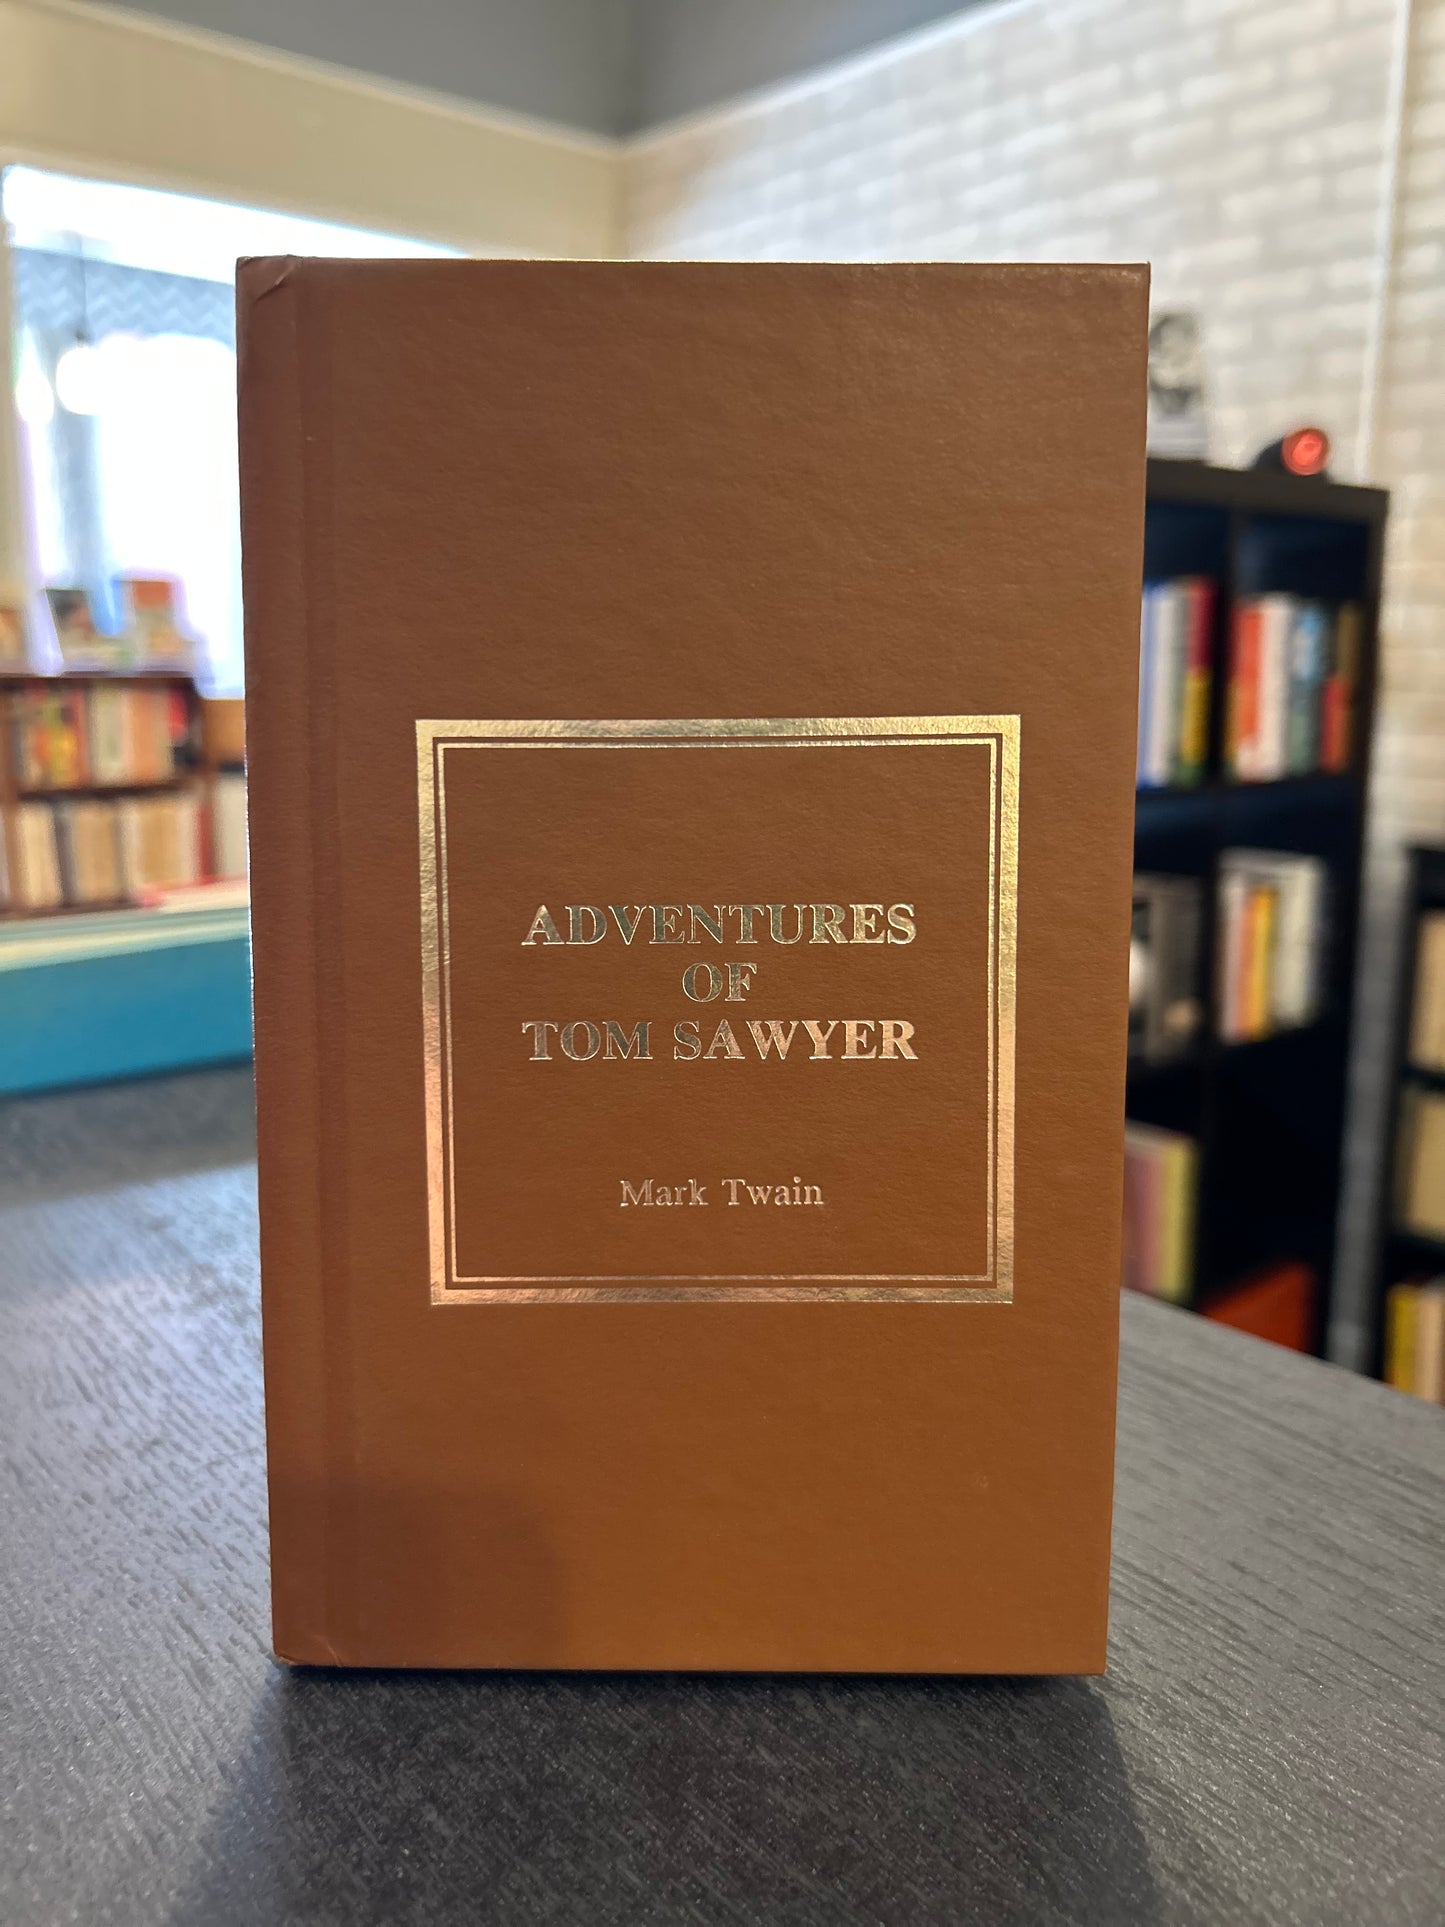 ADVENTURES
OF
TOM SAWYER
Mark Twain